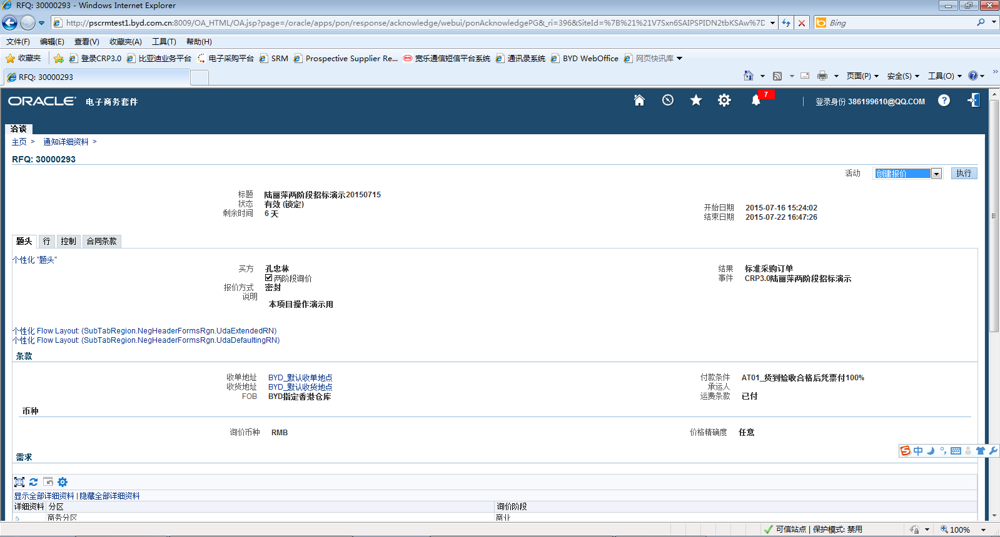 RFQ: 30000293 - Windows Internet Explorer
http://pscrmtest1.byd.com.cn:8009/OA_HTML/OA.jsp?page=/oracle/apps/pon/response/acknowledge/webui/ponAcknowledgePG&_ri=396&SiteId=%7B%21%21V7Sxn6SAIPSPIDN2tbKSAw%7D
Bing
文件(F) 编辑(E) 查看(V) 收藏夹(A) 工具(T) 帮助(H)
收藏夹 登录CRP3.0 比亚迪业务平台 电子采购平台 SRM Prospective Supplier Re... 宽乐通信短信平台系统 通讯录系统 BYD WebOffice 网页快讯库
RFQ: 30000293 页面(P) 安全(S) 工具(O) »
ORACLE 电子商务套件 7 登录身份 386199610@QQ.COM
洽谈
主页 > 通知详细资料 >
RFQ: 30000293
活动 创建报价 执行
标题 陆丽萍两阶段招标演示20150715
状态 有效 (锁定)
剩余时间 6 天
开始日期 2015-07-16 15:24:02
结束日期 2015-07-22 16:47:26
题头 行 控制 合同条款
个性化 "题头"
买方 孔忠林
两阶段询价
报价方式 密封
说明
本项目操作演示用
结果 标准采购订单
事件 CRP3.0陆丽萍两阶段招标演示
个性化 Flow Layout: (SubTabRegion.NegHeaderFormsRgn.UdaExtendedRN)
个性化 Flow Layout: (SubTabRegion.NegHeaderFormsRgn.UdaDefaultingRN)
条款
收单地址 BYD_默认收单地点
收货地址 BYD_默认收货地点
FOB BYD指定香港仓库
付款条件 AT01_货到验收合格后凭票付100%
承运人
运费条款 已付
币种
询价币种 RMB 价格精确度 任意
需求
中
显示全部详细资料 | 隐藏全部详细资料
详细资料 分区 询价阶段
商务分区 商业
可信站点 | 保护模式: 禁用 100%